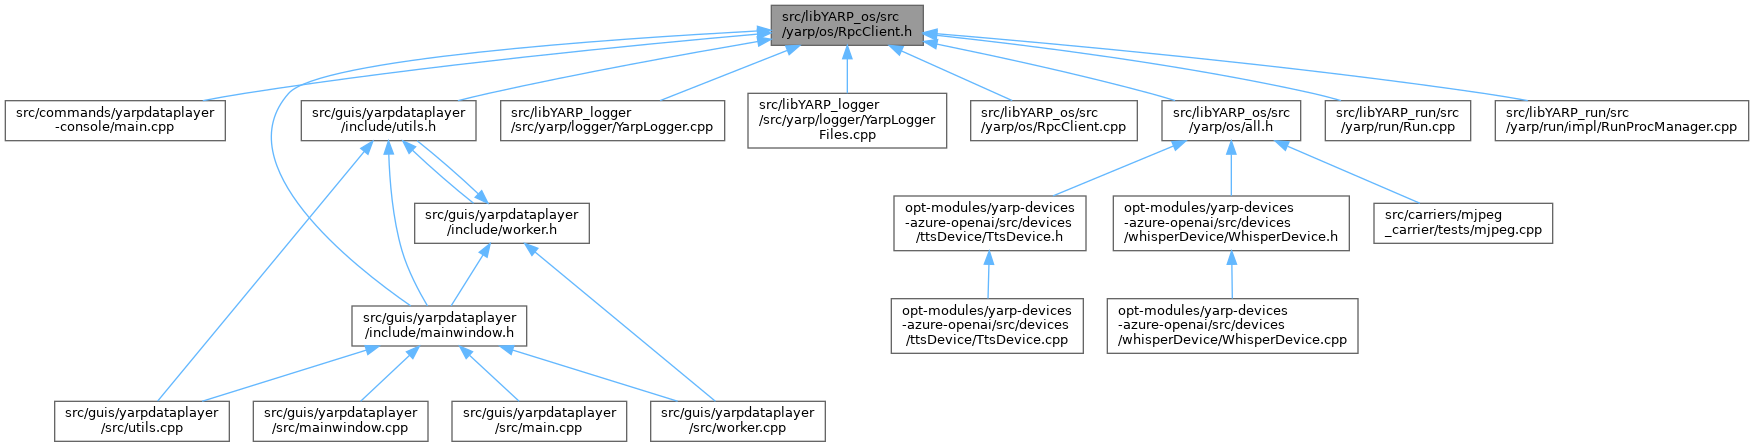 src/libYARP_os/src
/yarp/os/RpcClient.h
src/commands/yarpdataplayer
-console/main.cpp
src/guis/yarpdataplayer
/include/utils.h
src/libYARP_logger
/src/yarp/logger/YarpLogger.cpp
src/libYARP_logger
/src/yarp/logger/YarpLogger
Files.cpp
src/libYARP_os/src
/yarp/os/RpcClient.cpp
src/libYARP_os/src
/yarp/os/all.h
src/libYARP_run/src
/yarp/run/Run.cpp
src/libYARP_run/src
/yarp/run/impl/RunProcManager.cpp
src/guis/yarpdataplayer
/include/worker.h
opt-modules/yarp-devices
-azure-openai/src/devices
/ttsDevice/TtsDevice.h
opt-modules/yarp-devices
-azure-openai/src/devices
/whisperDevice/WhisperDevice.h
src/carriers/mjpeg
_carrier/tests/mjpeg.cpp
src/guis/yarpdataplayer
/include/mainwindow.h
opt-modules/yarp-devices
-azure-openai/src/devices
/ttsDevice/TtsDevice.cpp
opt-modules/yarp-devices
-azure-openai/src/devices
/whisperDevice/WhisperDevice.cpp
src/guis/yarpdataplayer
/src/utils.cpp
src/guis/yarpdataplayer
/src/mainwindow.cpp
src/guis/yarpdataplayer
/src/main.cpp
src/guis/yarpdataplayer
/src/worker.cpp